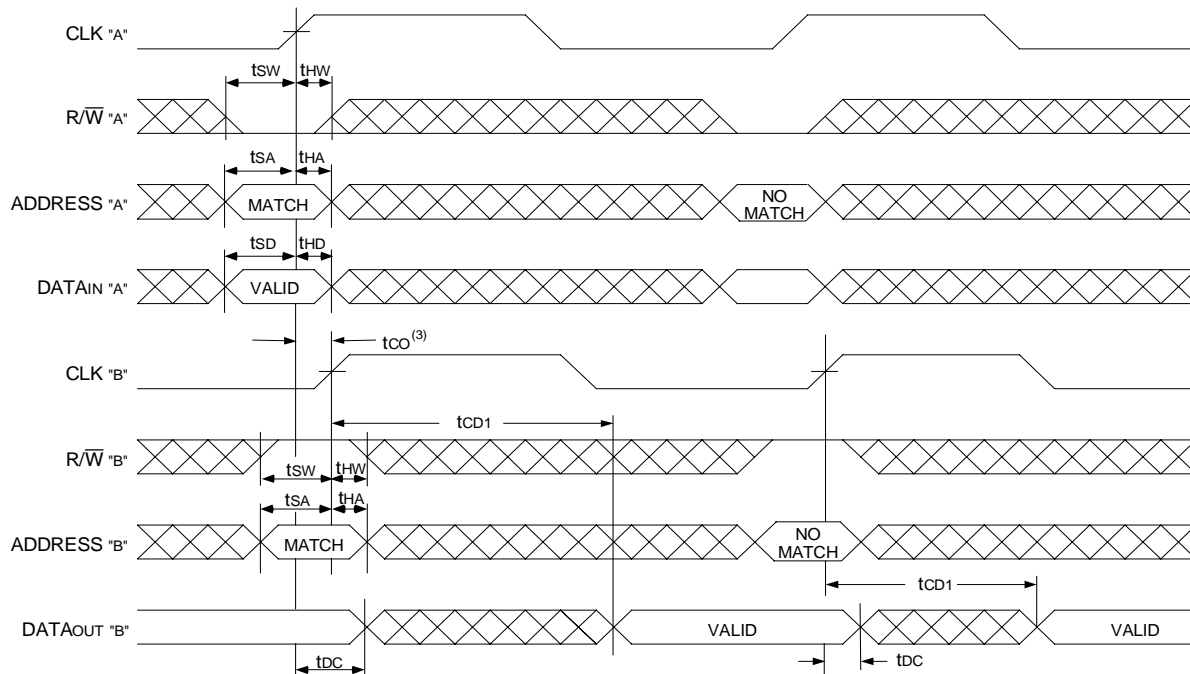 CLK "A"
tSW tHW
R/W̅ "A"
tSA tHA
ADDRESS "A" MATCH NO MATCH
tSD tHD
DATAIN "A" VALID
tCO(3)
CLK "B"
tCD1
R/W̅ "B"
tSW tHW
tSA tHA
ADDRESS "B" MATCH NO MATCH
tCD1
DATAOUT "B" VALID VALID
tDC tDC